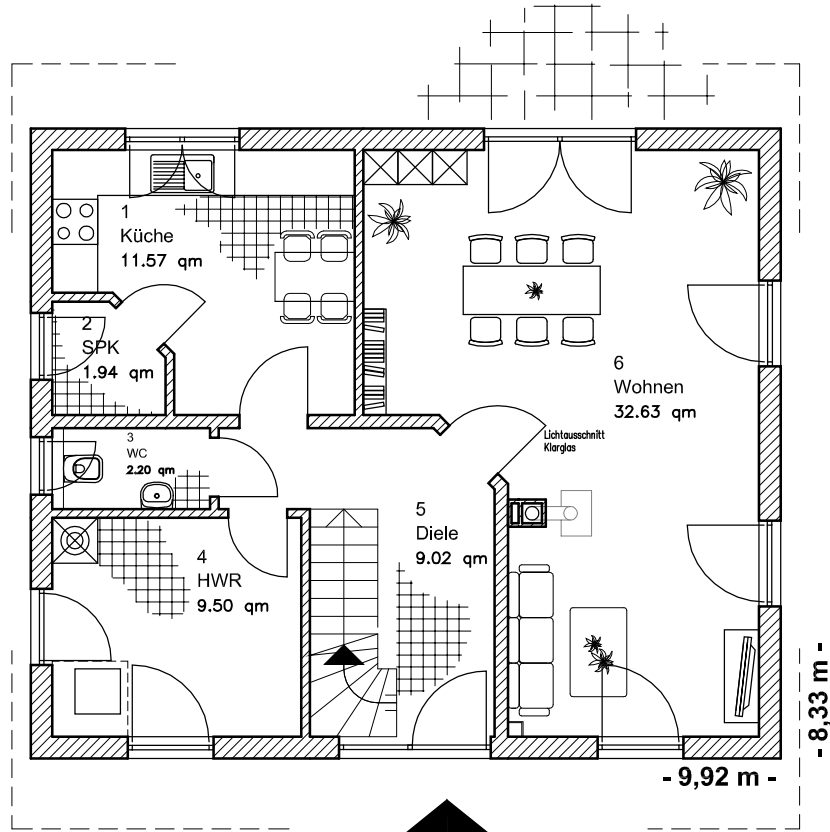 1
Küche
11.57 qm
2
SPK
1.94 qm
3
WC
2.20 qm
4
HWR
9.50 qm
5
Diele
9.02 qm
6
Wohnen
32.63 qm
Lichtausschnitt
Klarglas
- 8,33 m -
- 9,92 m -